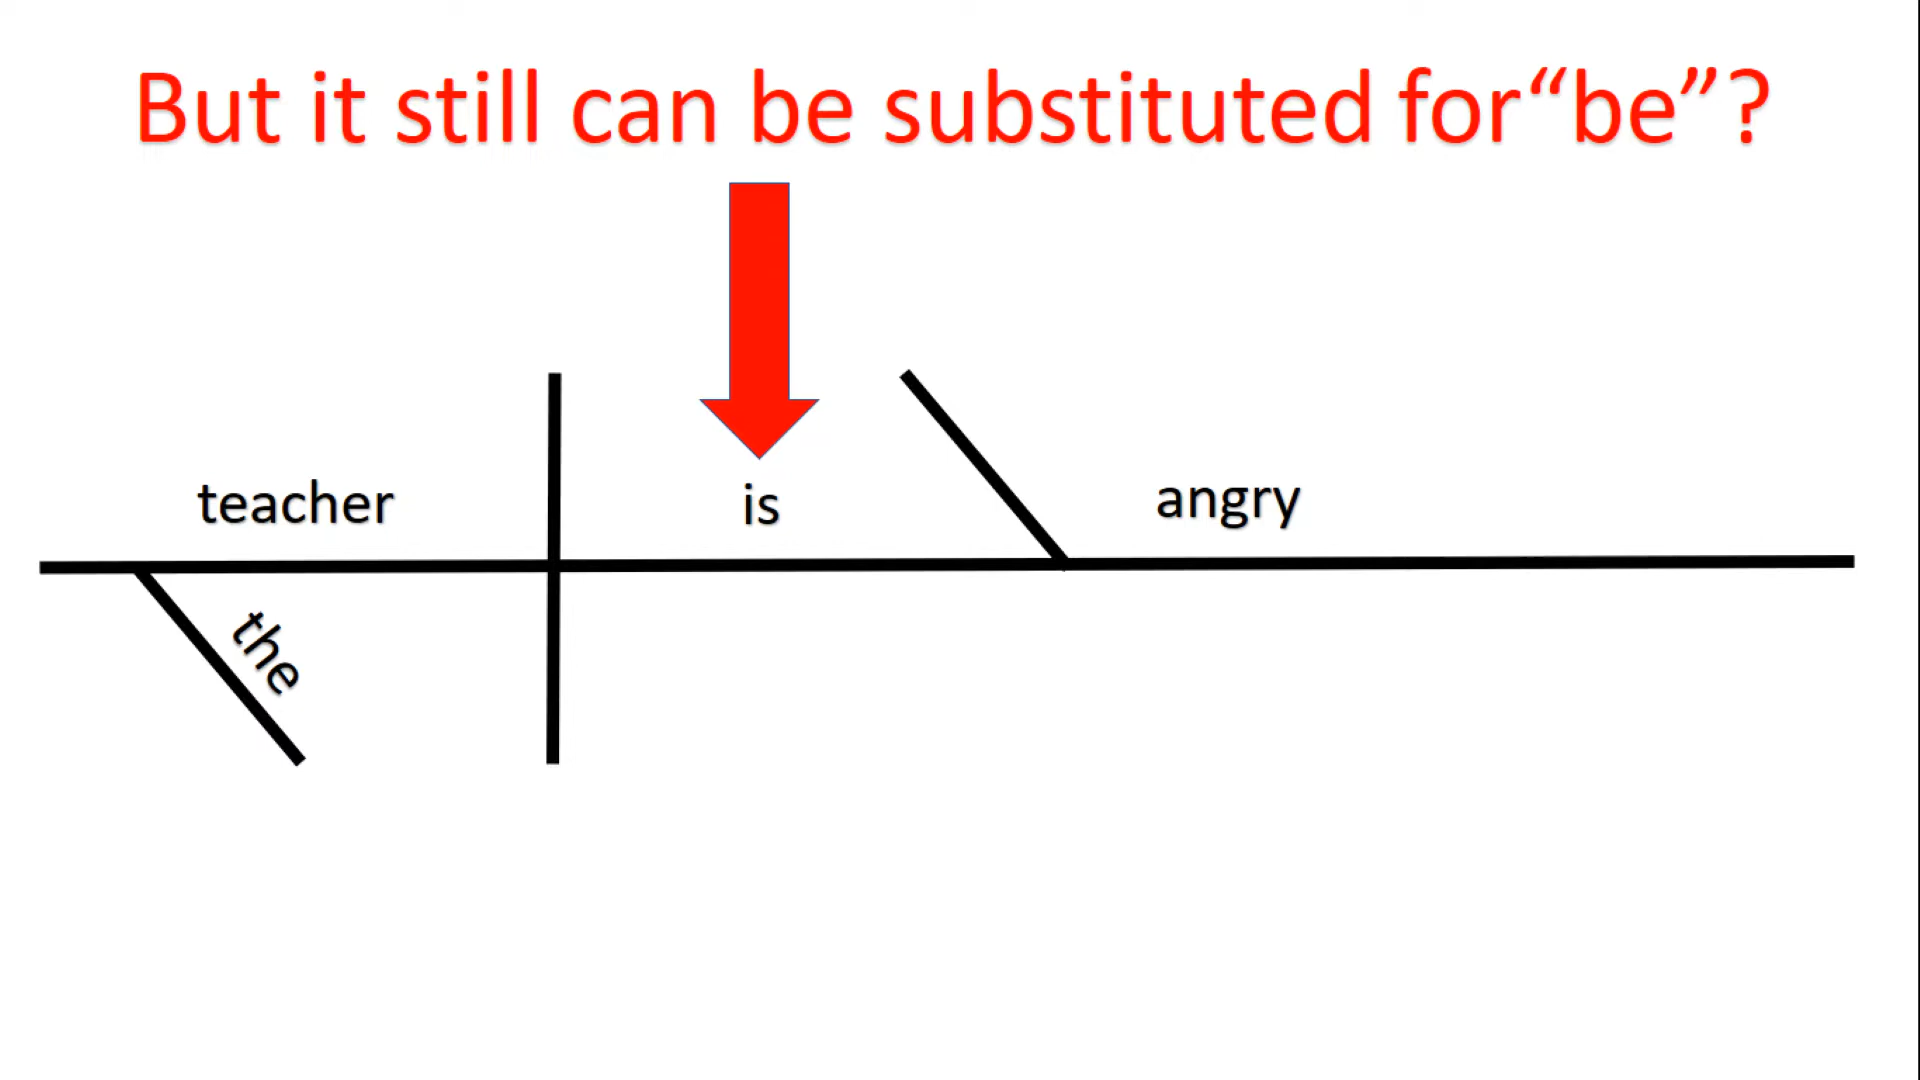 But it still can be substituted for“be”?
teacher is angry
the